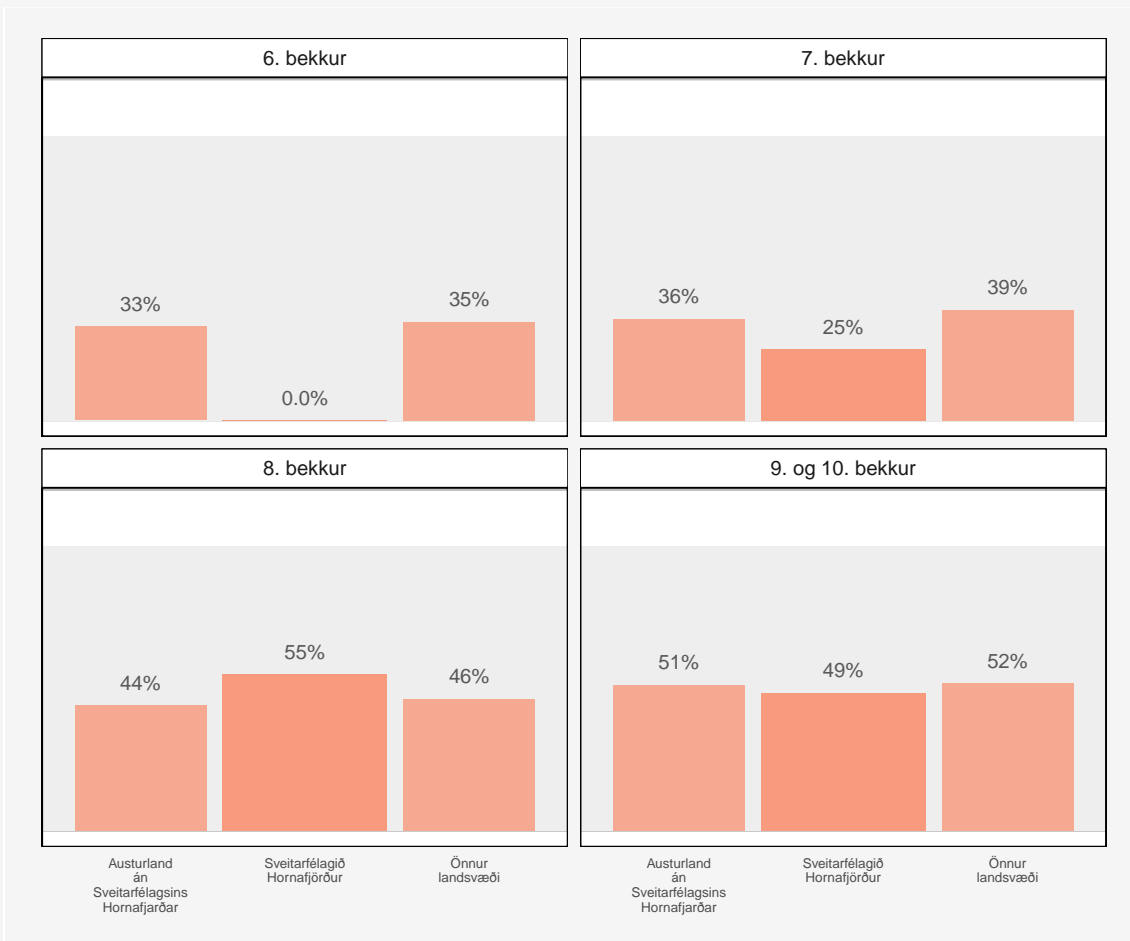 6. bekkur
33%
0.0%
35%
7. bekkur
36%
25%
39%
8. bekkur
44%
55%
46%
9. og 10. bekkur
51%
49%
52%
Austurland
án
Sveitarfélagsins
Hornafjarðar
Sveitarfélagið
Hornafjörður
Önnur
landsvæði
Austurland
án
Sveitarfélagsins
Hornafjarðar
Sveitarfélagið
Hornafjörður
Önnur
landsvæði